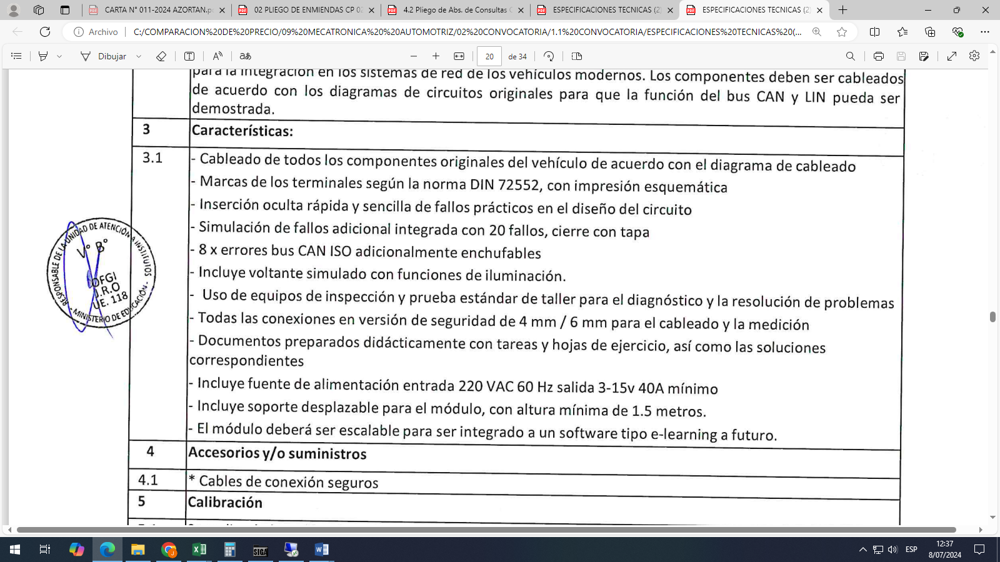 CARTA N° 011-2024 AZORTAN.p
02 PLIEGO DE ENMIENDAS CP 02
4.2 Pliego de Abs. de Consultas
ESPECIFICACIONES TECNICAS (2)
ESPECIFICACIONES TECNICAS (2)
Archivo
C:/COMPARACION%20DE%20PRECIO/09%20MECATRONICA%20%20AUTOMOTRIZ/02%20CONVOCATORIA/1.1%20CONVOCATORIA/ESPECIFICACIONES%20TECNICAS%20(...
Dibujar
20 de 34
para la integración en los sistemas de red de los vehículos modernos. Los componentes deben ser cableados
de acuerdo con los diagramas de circuitos originales para que la función del bus CAN y LIN pueda ser
demostrada.
3 Características:
3.1 - Cableado de todos los componentes originales del vehículo de acuerdo con el diagrama de cableado
- Marcas de los terminales según la norma DIN 72552, con impresión esquemática
- Inserción oculta rápida y sencilla de fallos prácticos en el diseño del circuito
- Simulación de fallos adicional integrada con 20 fallos, cierre con tapa
- 8 x errores bus CAN ISO adicionalmente enchufables
- Incluye voltante simulado con funciones de iluminación.
- Uso de equipos de inspección y prueba estándar de taller para el diagnóstico y la resolución de problemas
- Todas las conexiones en versión de seguridad de 4 mm / 6 mm para el cableado y la medición
- Documentos preparados didácticamente con tareas y hojas de ejercicio, así como las soluciones
correspondientes
- Incluye fuente de alimentación entrada 220 VAC 60 Hz salida 3-15v 40A mínimo
- Incluye soporte desplazable para el módulo, con altura mínima de 1.5 metros.
- El módulo deberá ser escalable para ser integrado a un software tipo e-learning a futuro.
4 Accesorios y/o suministros
4.1 * Cables de conexión seguros
5 Calibración
RESPONSABLE DE LA UNIDAD DE ATENCIÓN A INSTITUTOS
V° B°
OFGI
J.R.O
UE. 118
- MINISTERIO DE EDUCACIÓN -
SIGA
ESP
12:37
8/07/2024